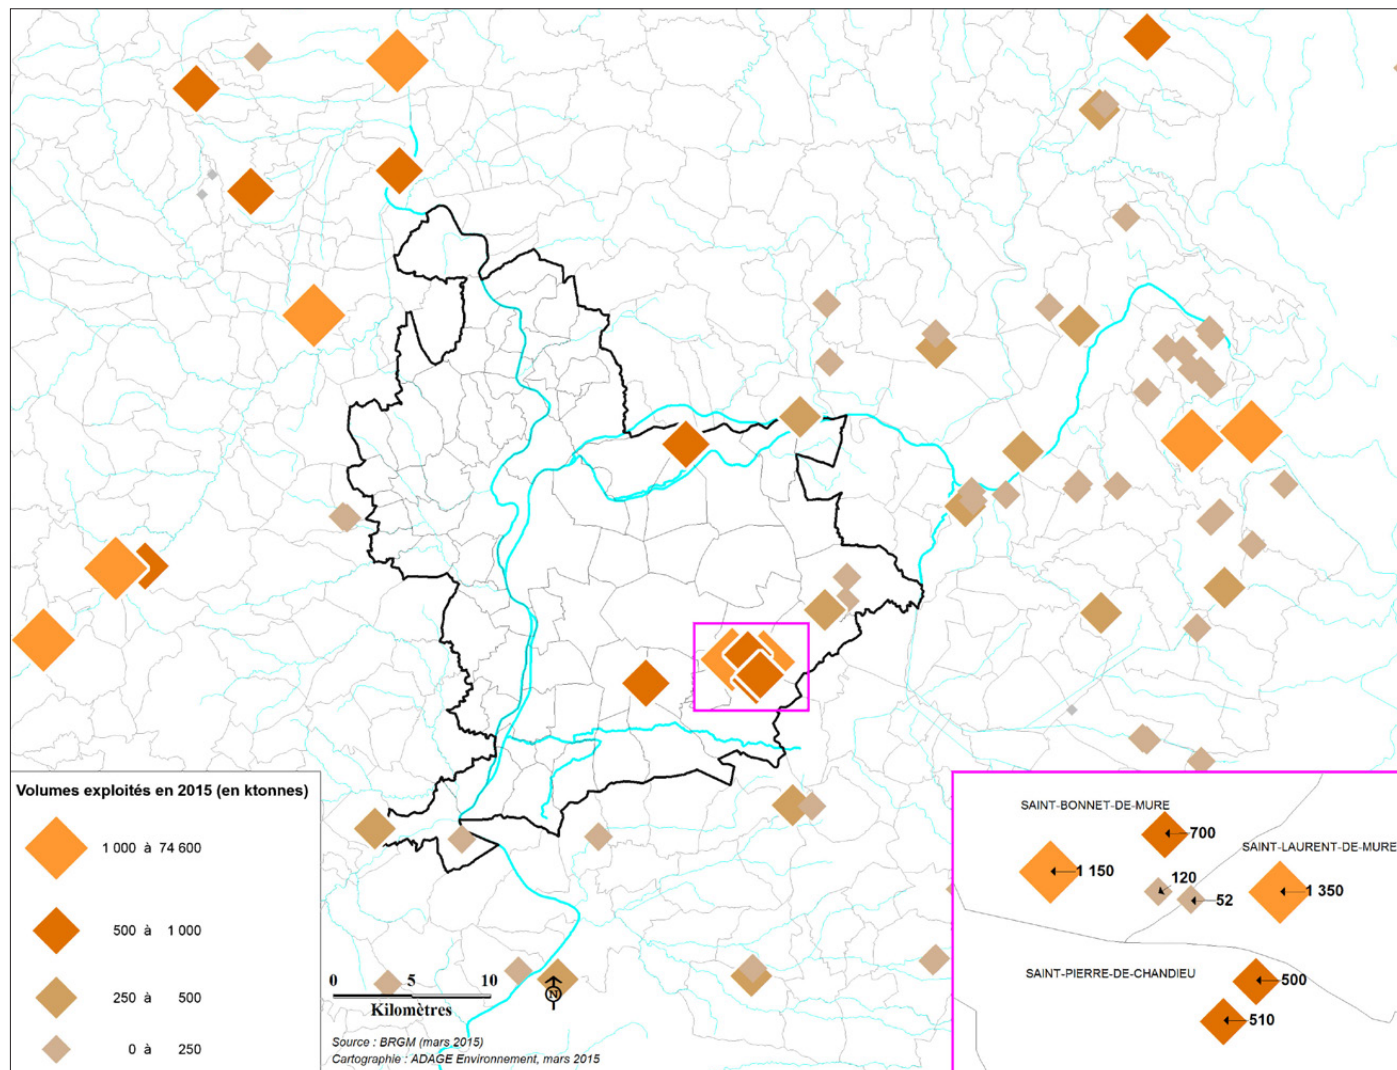 Volumes exploités en 2015 (en ktonnes)
1 000 à 74 600
500 à 1 000
250 à 500
0 à 250
0 5 10
Kilomètres
N
Source : BRGM (mars 2015)
Cartographie : ADAGE Environnement, mars 2015
SAINT-BONNET-DE-MURE
700
SAINT-LAURENT-DE-MURE
1 150
120
52
1 350
SAINT-PIERRE-DE-CHANDIEU
500
510